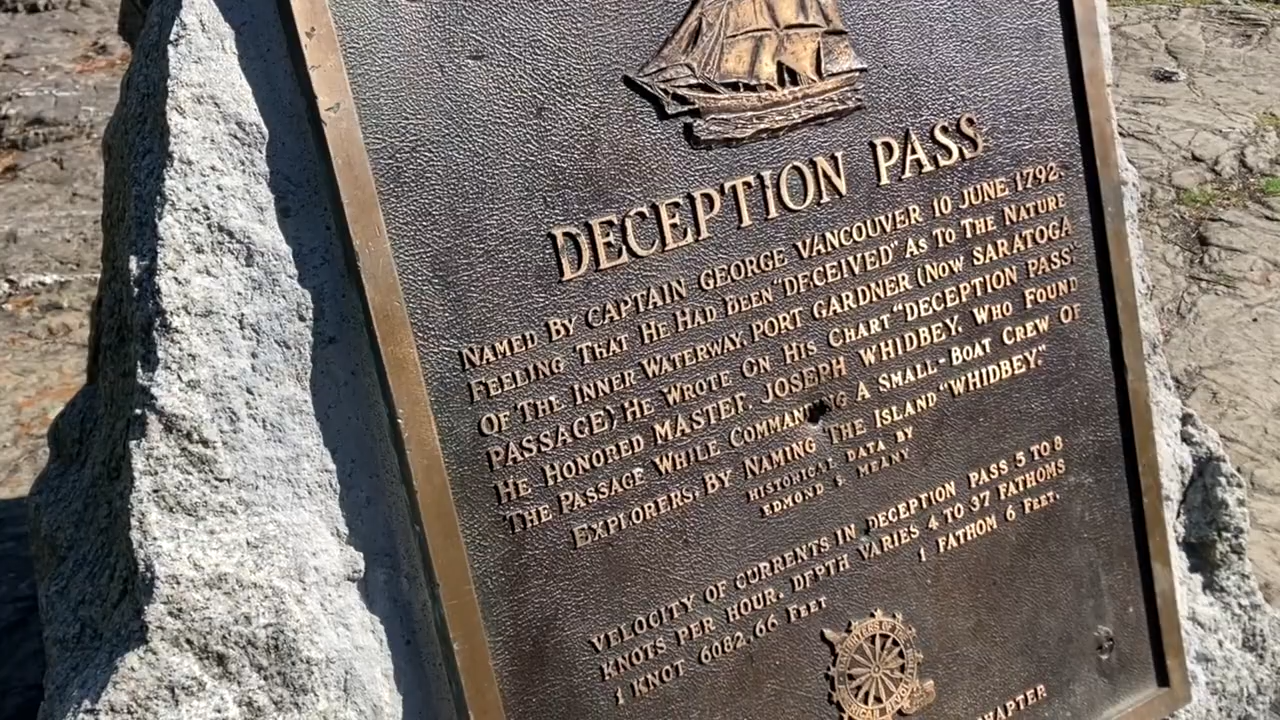 DECEPTION PASS
NAMED BY CAPTAIN GEORGE VANCOUVER 10 JUNE 1792.
FEELING THAT HE HAD BEEN "DECEIVED" AS TO THE NATURE
OF THE INNER WATERWAY, PORT GARDNER (NOW SARATOGA
PASSAGE), HE WROTE ON HIS CHART "DECEPTION PASS."
HE HONORED MASTER, JOSEPH WHIDBEY, WHO FOUND
THE PASSAGE WHILE COMMANDING A SMALL-BOAT CREW OF
EXPLORERS, BY NAMING THE ISLAND "WHIDBEY."
HISTORICAL DATA BY
EDMOND S MEANY
VELOCITY OF CURRENTS IN DECEPTION PASS 5 TO 8
KNOTS PER HOUR. DEPTH VARIES 4 TO 37 FATHOMS
1 KNOT 6082.66 FEET 1 FATHOM 6 FEET.
CHAPTER